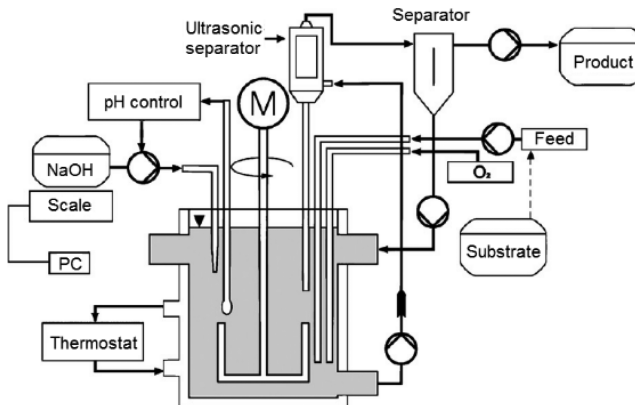 Separator
Ultrasonic
separator
Product
pH control
M
Feed
NaOH
O₂
Scale
Substrate
PC
Thermostat